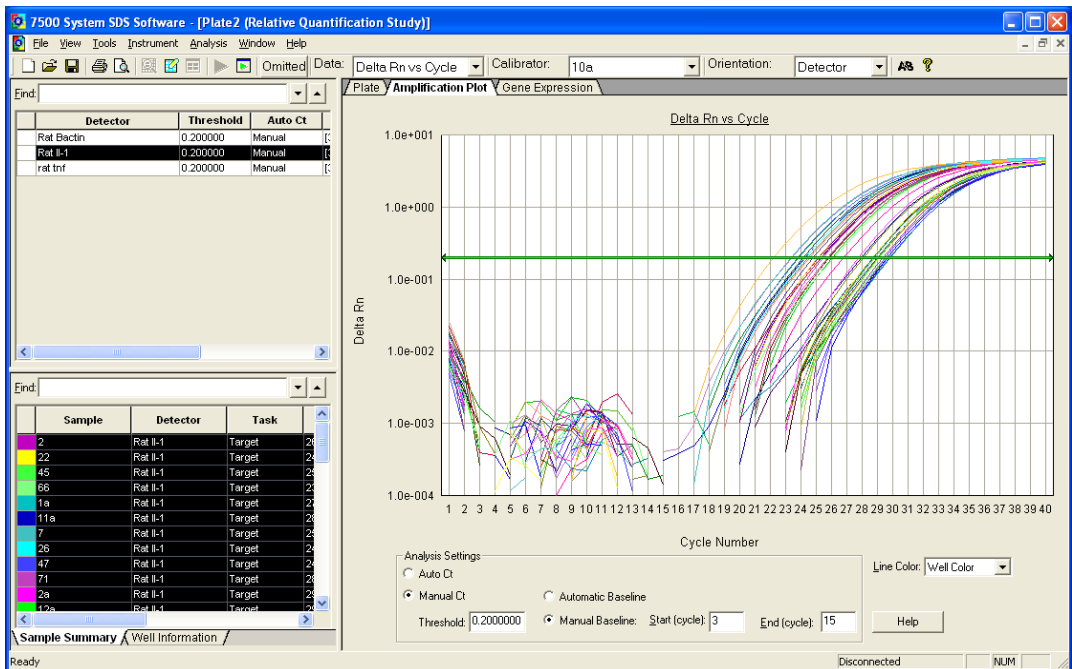 7500 System SDS Software - [Plate2 (Relative Quantification Study)]
File View Tools Instrument Analysis Window Help
Omitted Data: Delta Rn vs Cycle Calibrator: 10a Orientation: Detector AB ?
Find:
Detector Threshold Auto Ct
Rat Bactin 0.200000 Manual
Rat Il-1 0.200000 Manual
rat tnf 0.200000 Manual
Find:
Sample Detector Task
2 Rat Il-1 Target
22 Rat Il-1 Target
45 Rat Il-1 Target
66 Rat Il-1 Target
1a Rat Il-1 Target
11a Rat Il-1 Target
7 Rat Il-1 Target
26 Rat Il-1 Target
47 Rat Il-1 Target
71 Rat Il-1 Target
2a Rat Il-1 Target
12a Rat Il-1 Target
Sample Summary Well Information
Plate Amplification Plot Gene Expression
Delta Rn vs Cycle
1.0e+001
1.0e+000
1.0e-001
1.0e-002
1.0e-003
1.0e-004
Delta Rn
1 2 3 4 5 6 7 8 9 10 11 12 13 14 15 16 17 18 19 20 21 22 23 24 25 26 27 28 29 30 31 32 33 34 35 36 37 38 39 40
Cycle Number
Analysis Settings
Auto Ct
Manual Ct Automatic Baseline
Threshold: 0.2000000 Manual Baseline: Start (cycle): 3 End (cycle): 15
Line Color: Well Color
Help
Ready Disconnected NUM